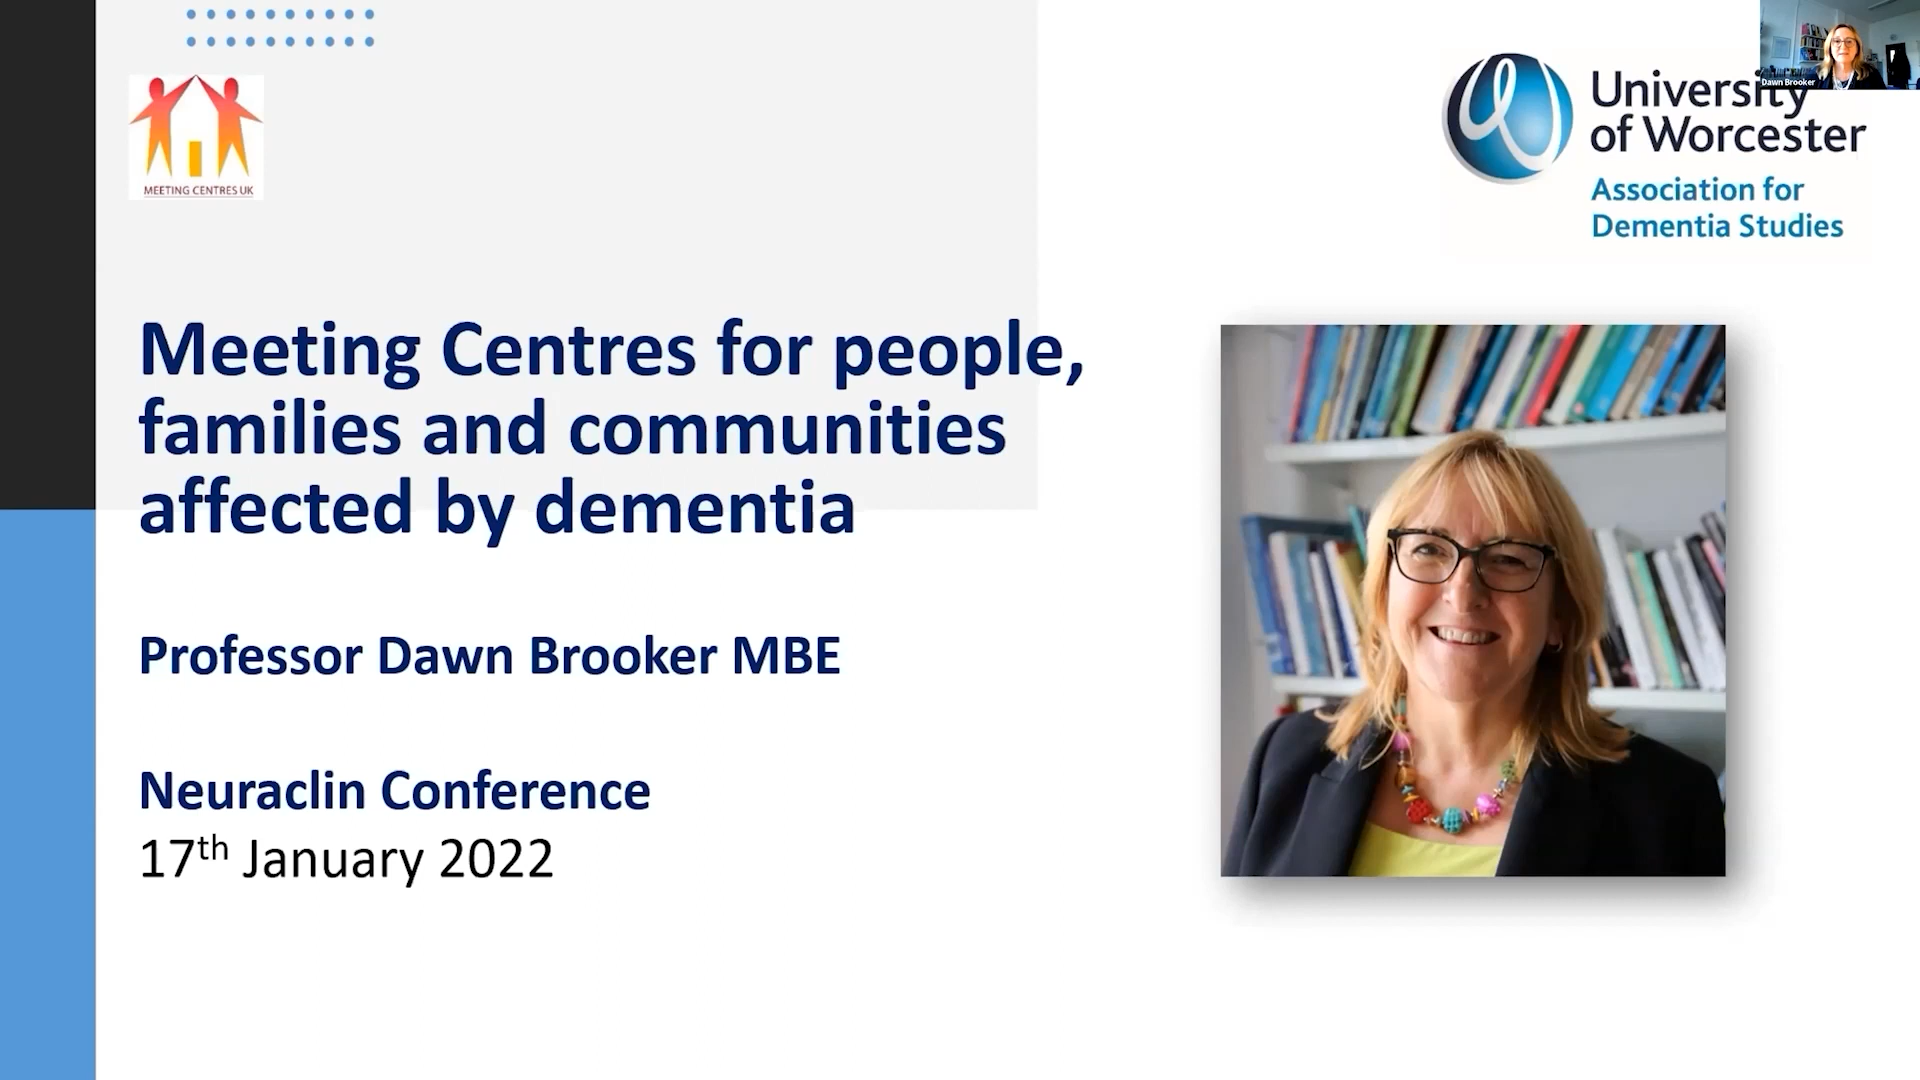 Dawn Brooker
MEETING CENTRES UK
University
of Worcester
Association for
Dementia Studies
Meeting Centres for people,
families and communities
affected by dementia
Professor Dawn Brooker MBE
Neuraclin Conference
17th January 2022